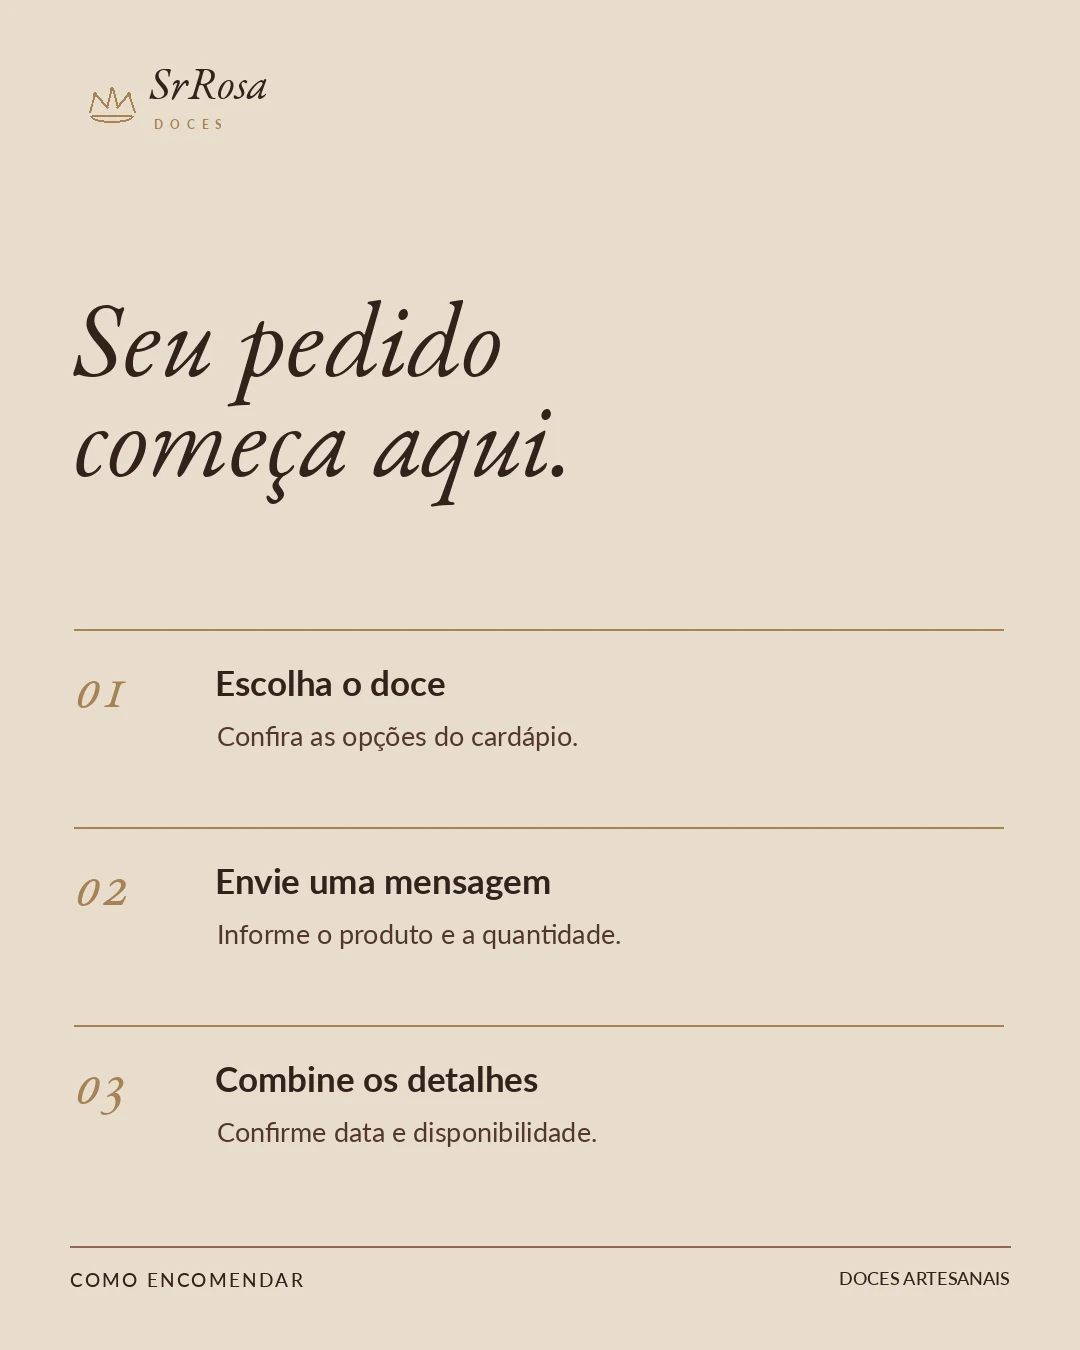 SrRosa
DOCES
Seu pedido
começa aqui.
01
Escolha o doce
Confira as opções do cardápio.
02
Envie uma mensagem
Informe o produto e a quantidade.
03
Combine os detalhes
Confirme data e disponibilidade.
COMO ENCOMENDAR
DOCES ARTESANAIS